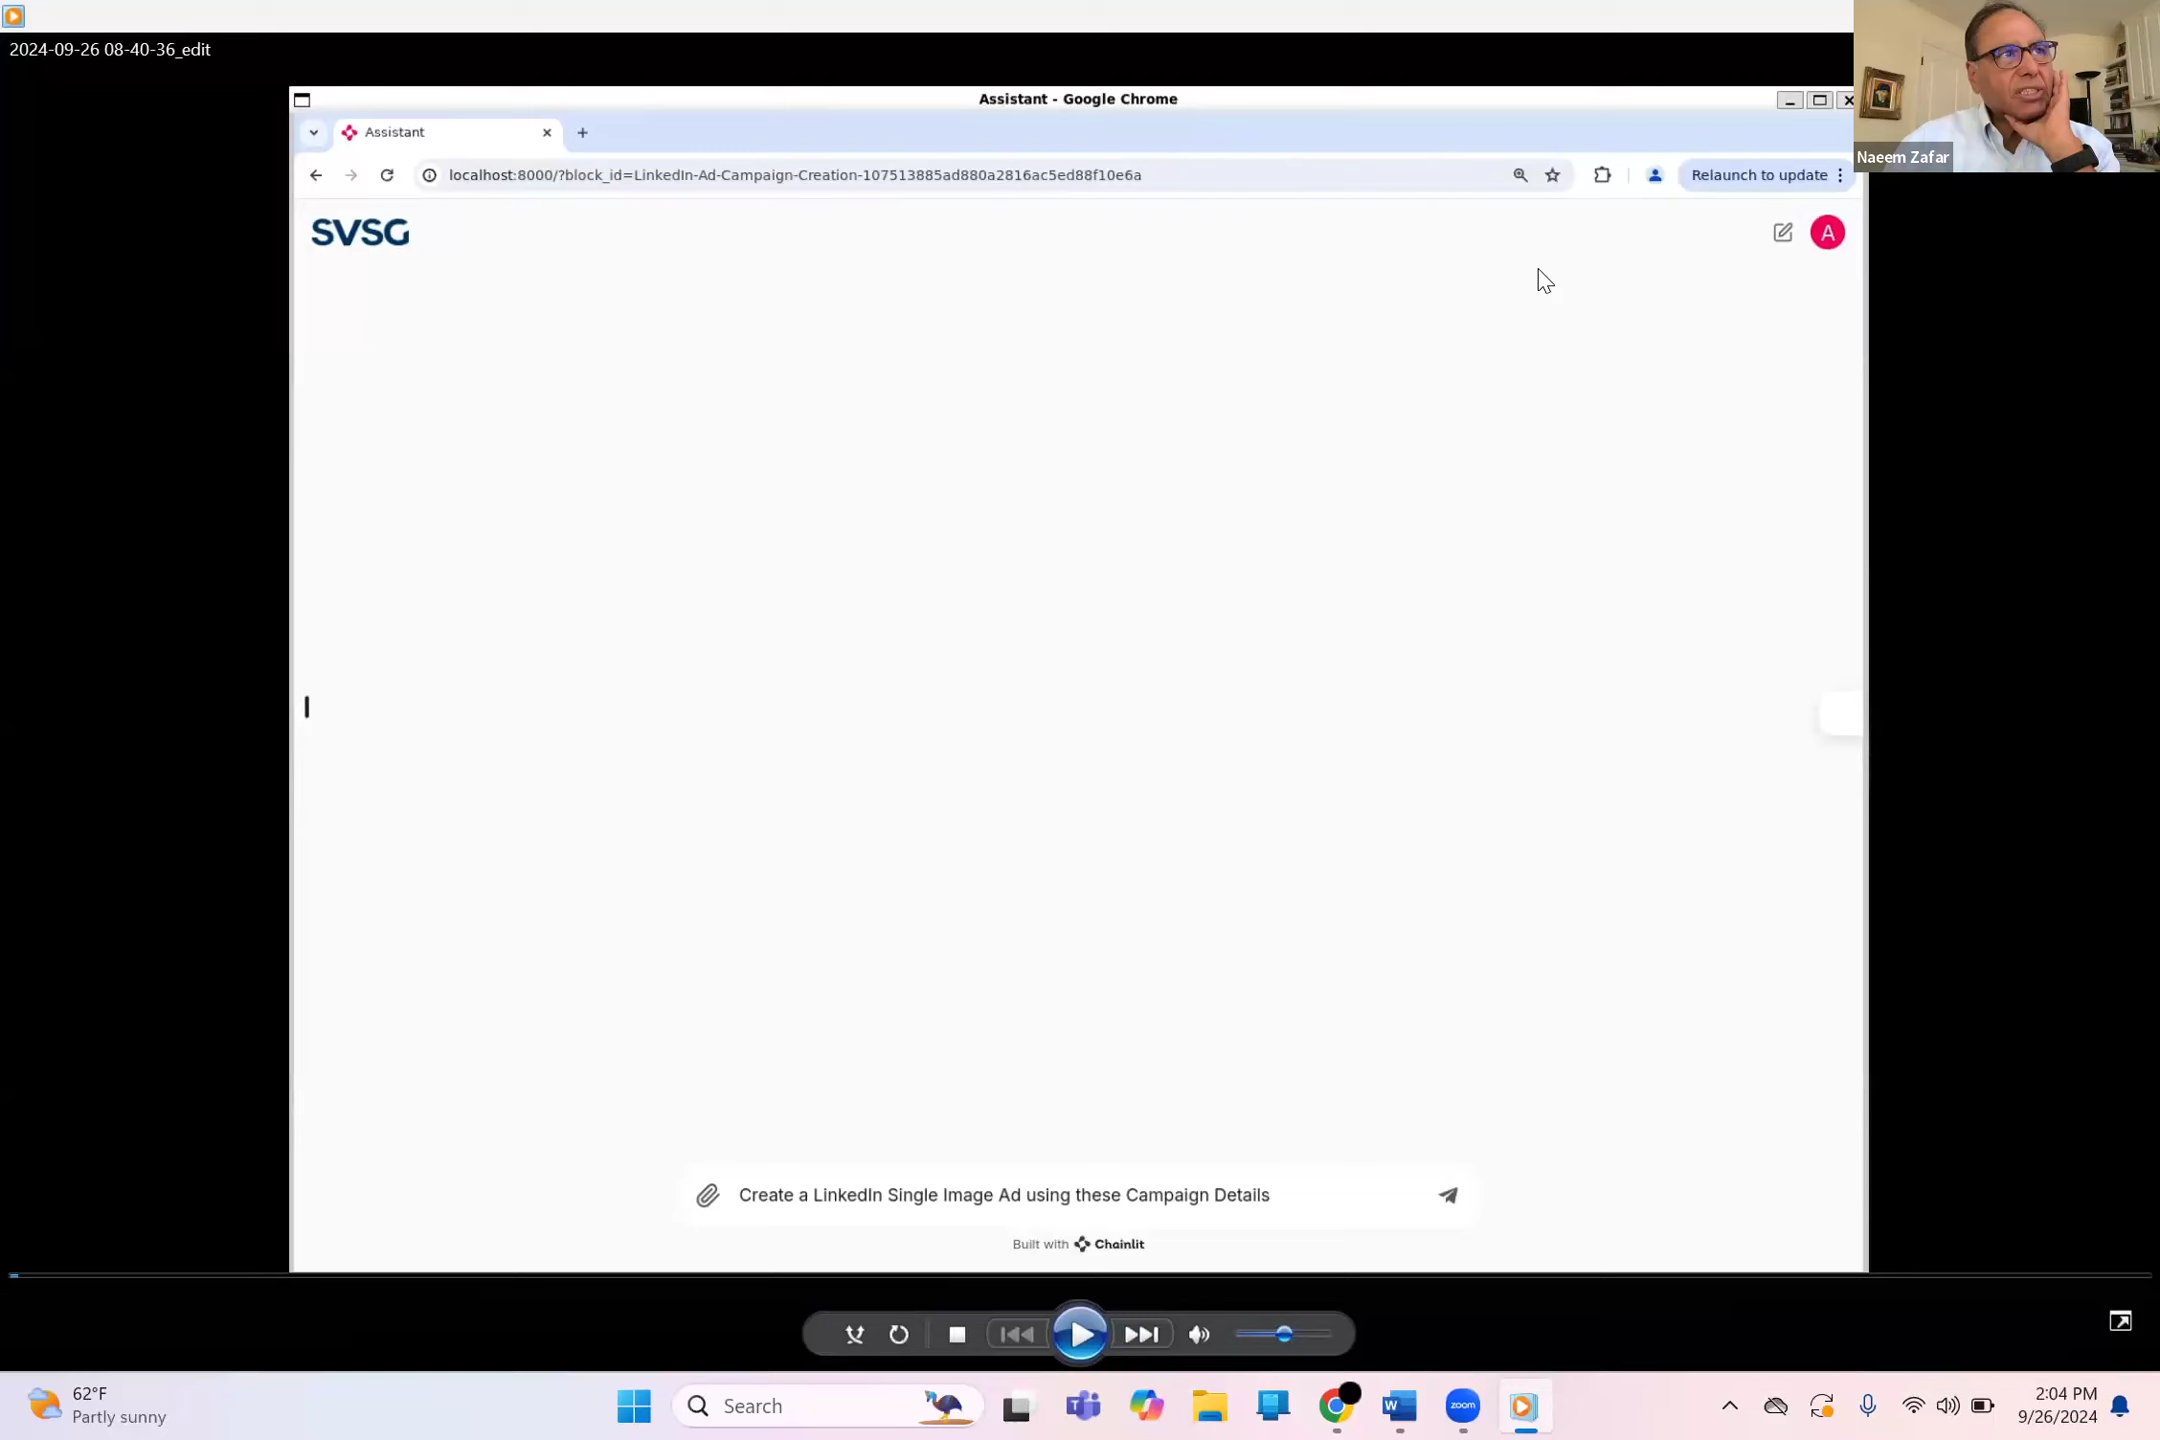 2024-09-26 08-40-36_edit
Assistant - Google Chrome
Assistant
localhost:8000/?block_id=LinkedIn-Ad-Campaign-Creation-107513885ad880a2816ac5ed88f10e6a
Relaunch to update
Naeem Zafar
SVSG
A
Create a LinkedIn Single Image Ad using these Campaign Details
Built with Chainlit
62°F
Partly sunny
Search
zoom
2:04 PM
9/26/2024